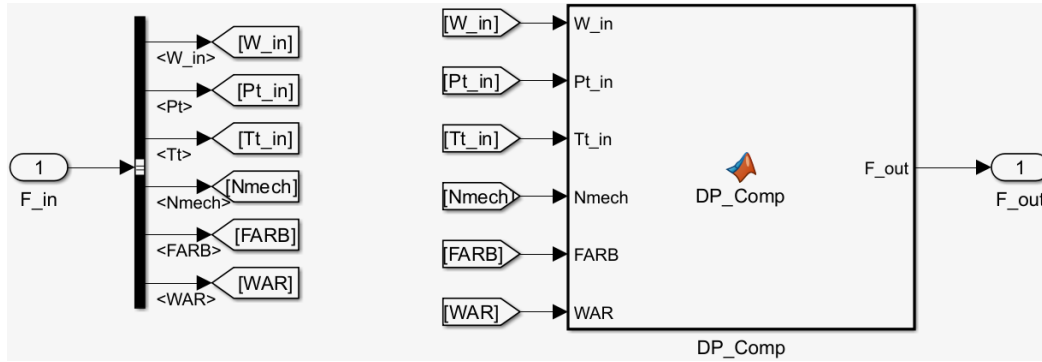 1
F_in
<W_in>
<Pt>
<Tt>
<Nmech>
<FARB>
<WAR>
[W_in]
[Pt_in]
[Tt_in]
[Nmech]
[FARB]
[WAR]
[W_in]
[Pt_in]
[Tt_in]
[Nmech]
[FARB]
[WAR]
W_in
Pt_in
Tt_in
Nmech
FARB
WAR
DP_Comp
F_out
DP_Comp
1
F_out